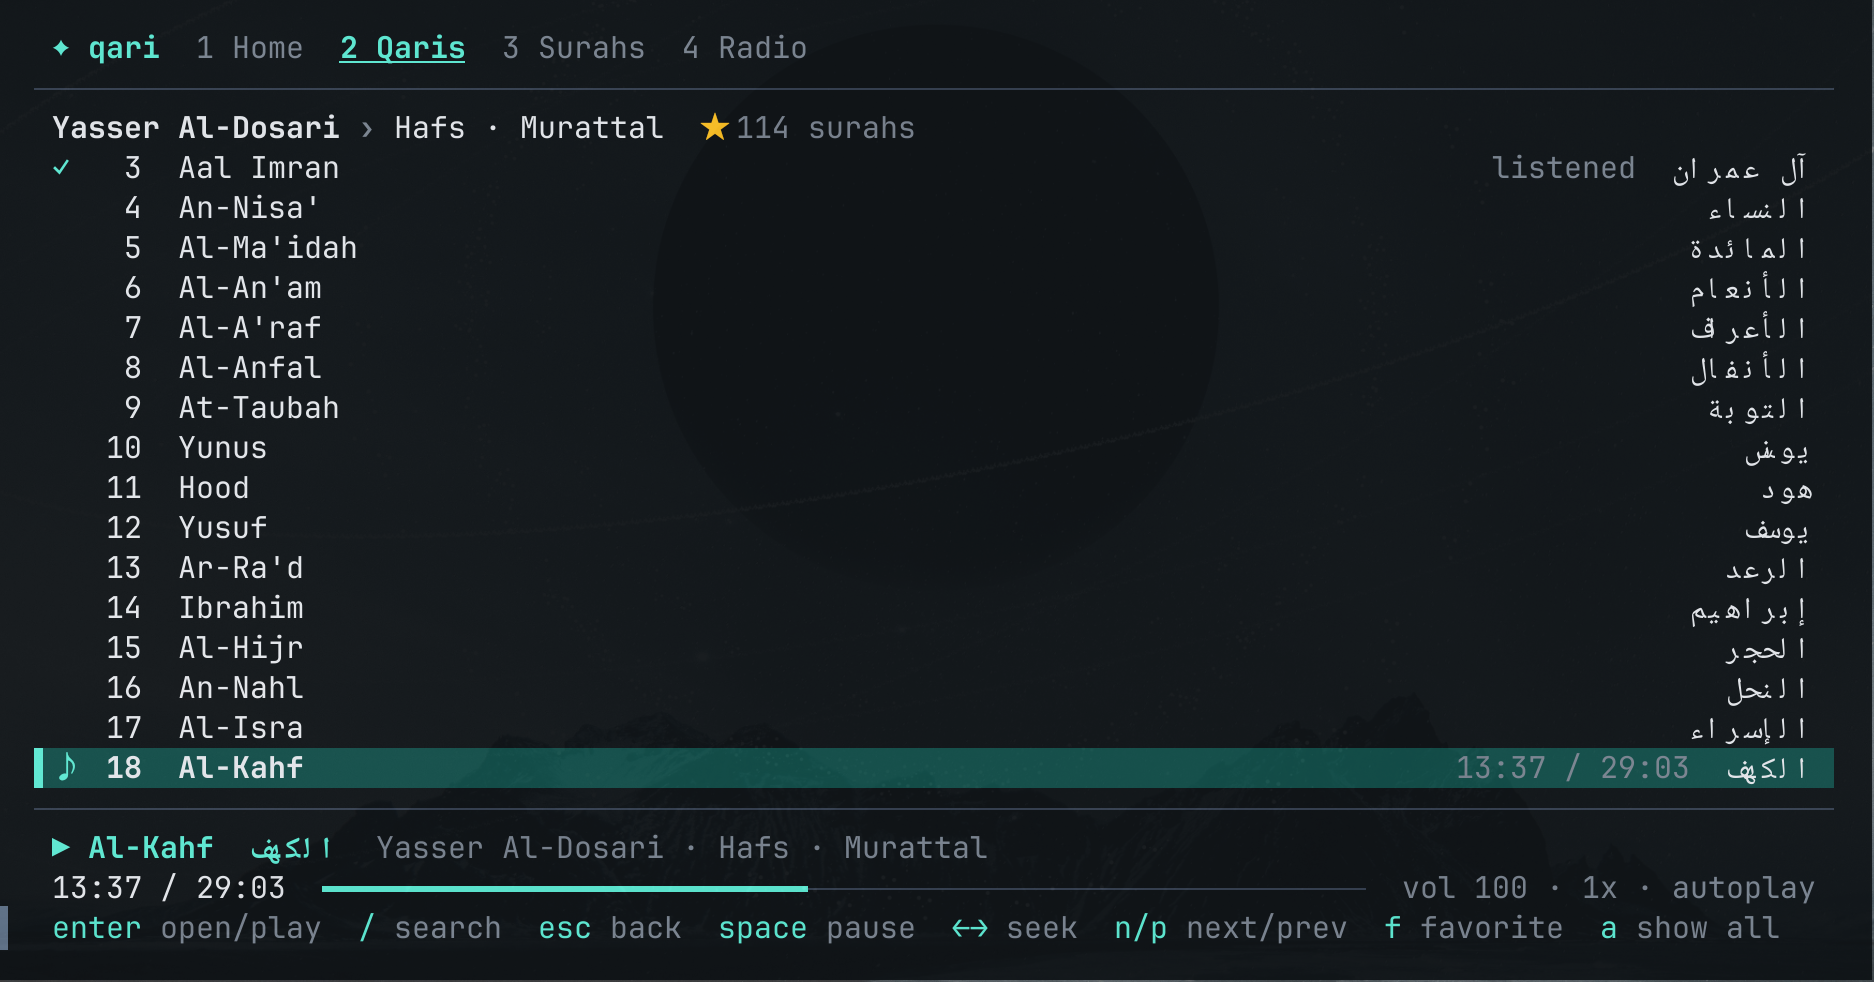 ✦ qari 1 Home 2 Qaris 3 Surahs 4 Radio
Yasser Al-Dosari › Hafs · Murattal ★ 114 surahs
✓ 3 Aal Imran listened آل عمران
4 An-Nisa' النساء
5 Al-Ma'idah المائدة
6 Al-An'am الأنعام
7 Al-A'raf الأعراف
8 Al-Anfal الأنفال
9 At-Taubah التوبة
10 Yunus يونس
11 Hood هود
12 Yusuf يوسف
13 Ar-Ra'd الرعد
14 Ibrahim إبراهيم
15 Al-Hijr الحجر
16 An-Nahl النحل
17 Al-Isra الإسراء
♪ 18 Al-Kahf 13:37 / 29:03 الكهف
▶ Al-Kahf الكهف Yasser Al-Dosari · Hafs · Murattal
13:37 / 29:03 vol 100 · 1x · autoplay
enter open/play / search esc back space pause ←→ seek n/p next/prev f favorite a show all